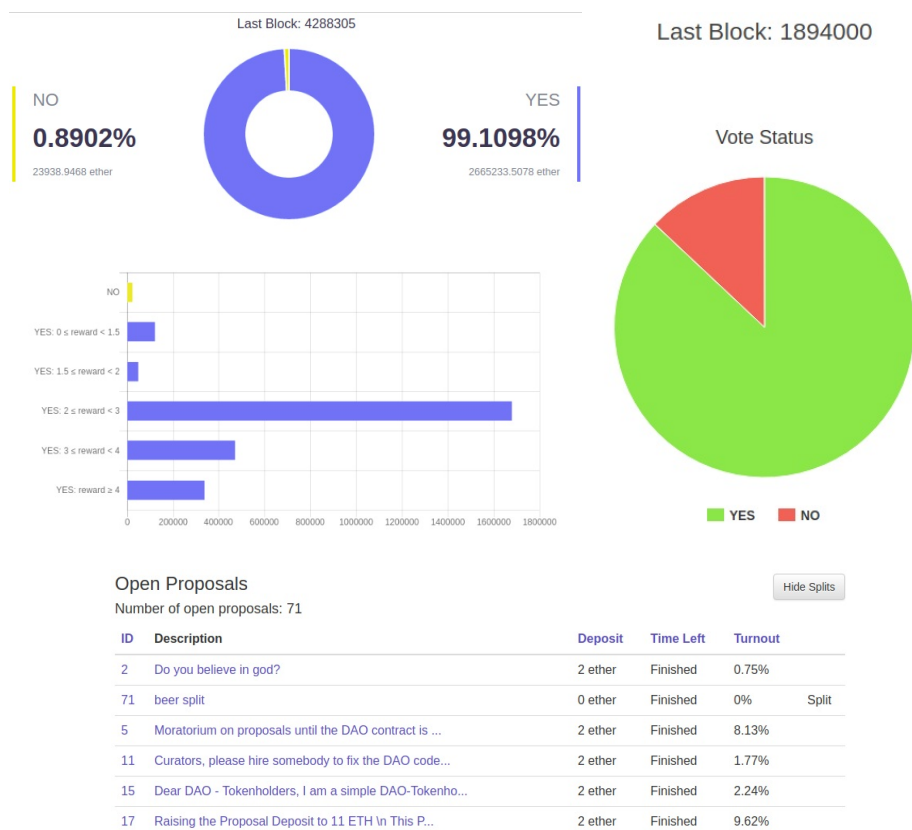 Last Block: 4288305
NO
0.8902%
23938.9468 ether
YES
99.1098%
2665233.5078 ether
NO
YES: 0 ≤ reward < 1.5
YES: 1.5 ≤ reward < 2
YES: 2 ≤ reward < 3
YES: 3 ≤ reward < 4
YES: reward ≥ 4
0 200000 400000 600000 800000 1000000 1200000 1400000 1600000 1800000
Last Block: 1894000
Vote Status
YES NO
Open Proposals
Hide Splits
Number of open proposals: 71
ID Description Deposit Time Left Turnout
2 Do you believe in god? 2 ether Finished 0.75%
71 beer split 0 ether Finished 0% Split
5 Moratorium on proposals until the DAO contract is ... 2 ether Finished 8.13%
11 Curators, please hire somebody to fix the DAO code... 2 ether Finished 1.77%
15 Dear DAO - Tokenholders, I am a simple DAO-Tokenho... 2 ether Finished 2.24%
17 Raising the Proposal Deposit to 11 ETH \n This P... 2 ether Finished 9.62%